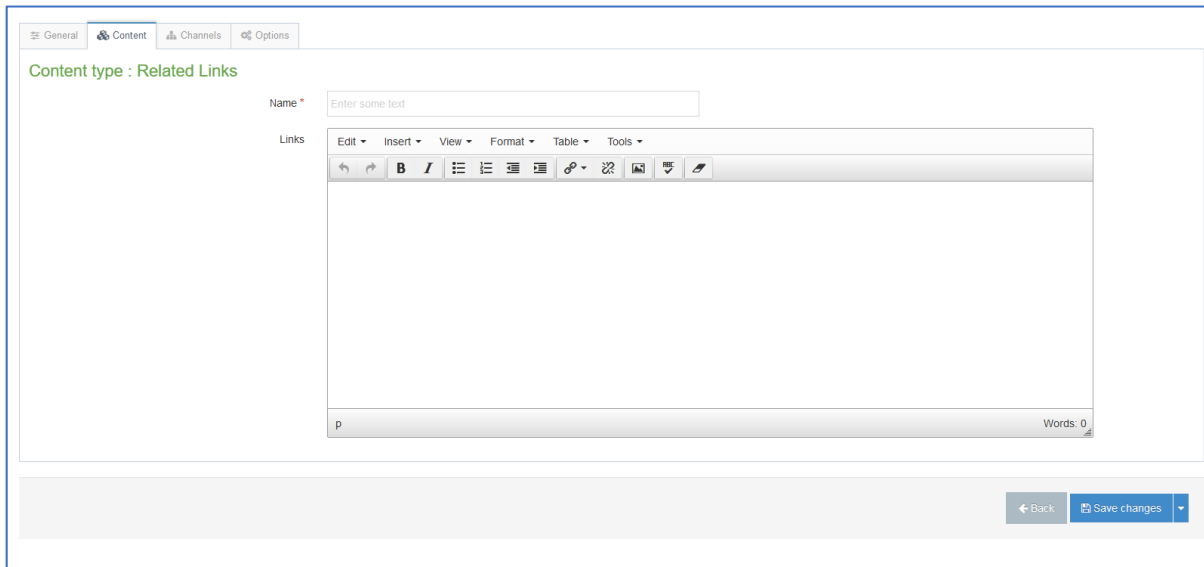 General Content Channels Options
Content type : Related Links
Name * Enter some text
Links Edit Insert View Format Table Tools
B I ABC
p Words: 0
Back Save changes